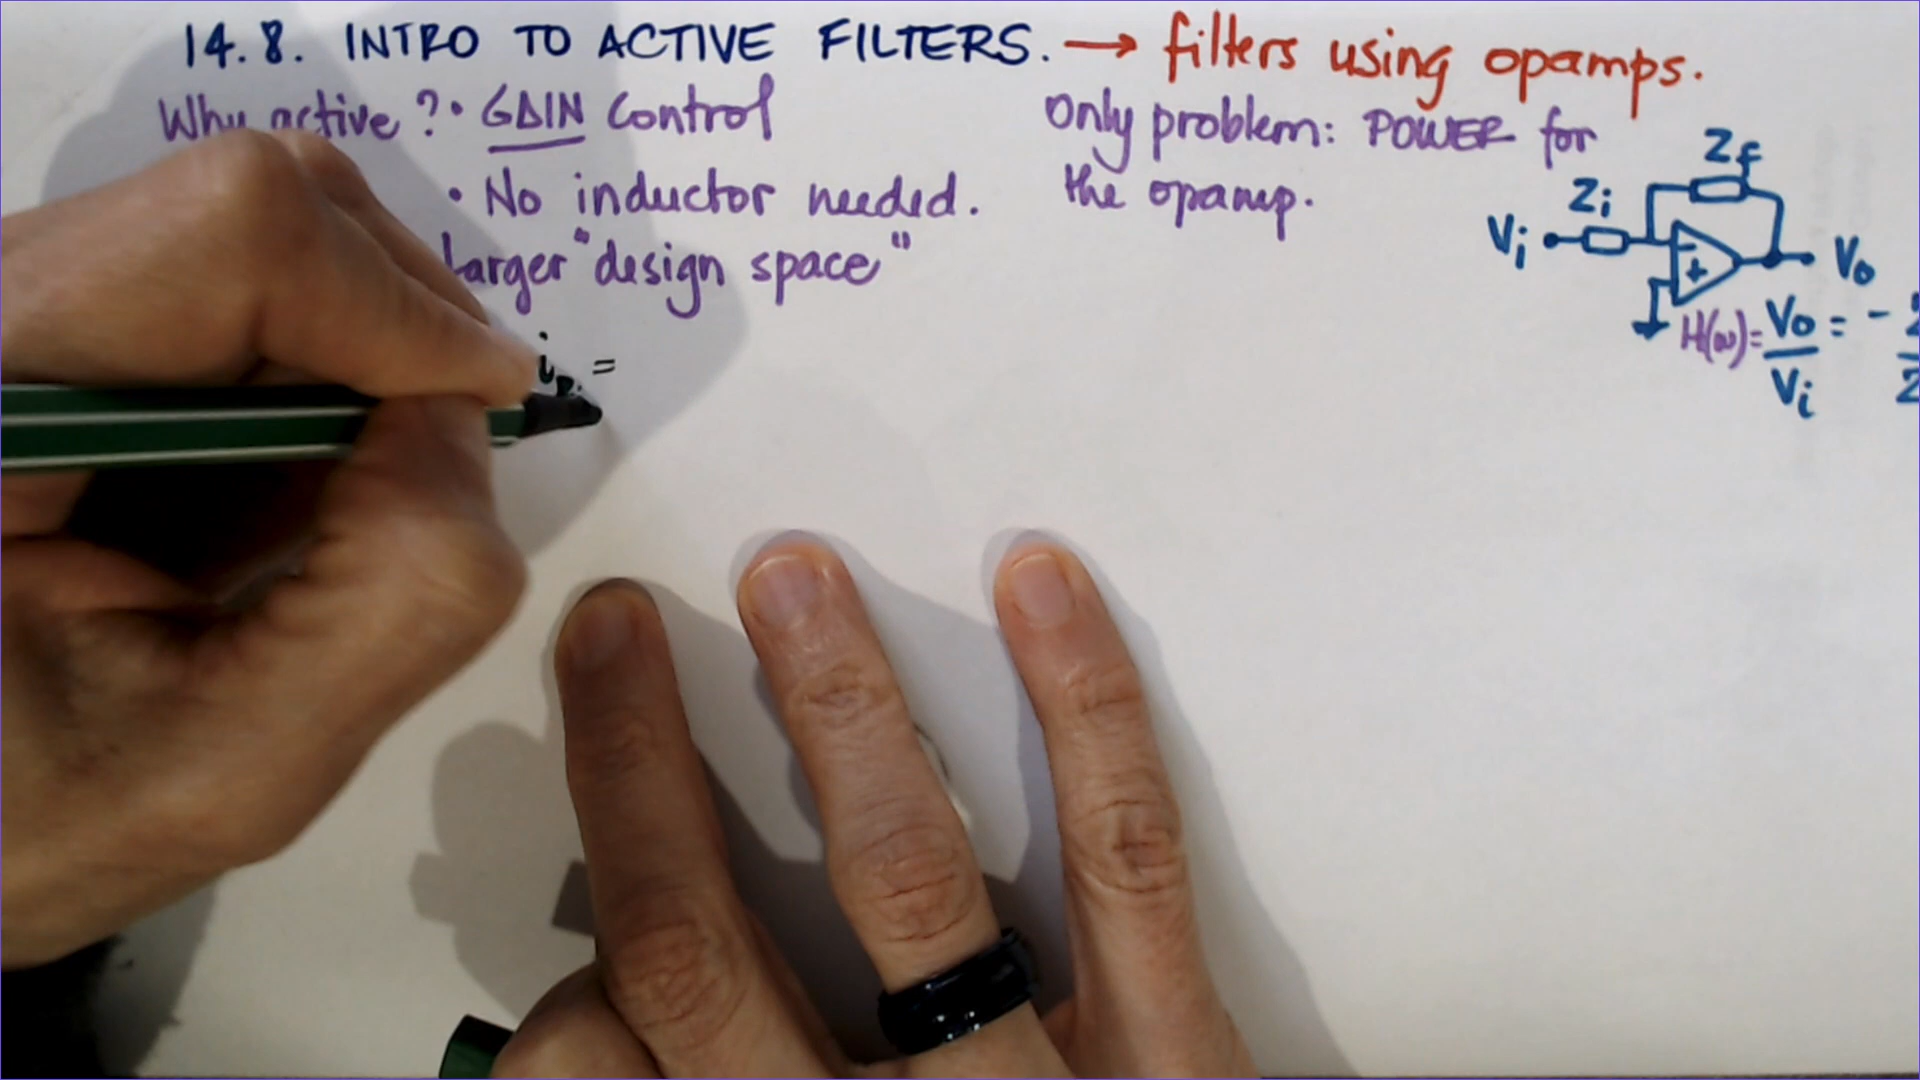 14.8. INTRO TO ACTIVE FILTERS. → filters using opamps.
Why active? • GAIN control
• No inductor needed.
larger "design space"
Only problem: POWER for
the opamp.
Zf
Zi
Vi
Vo
H(ω) = Vo/Vi = -
=